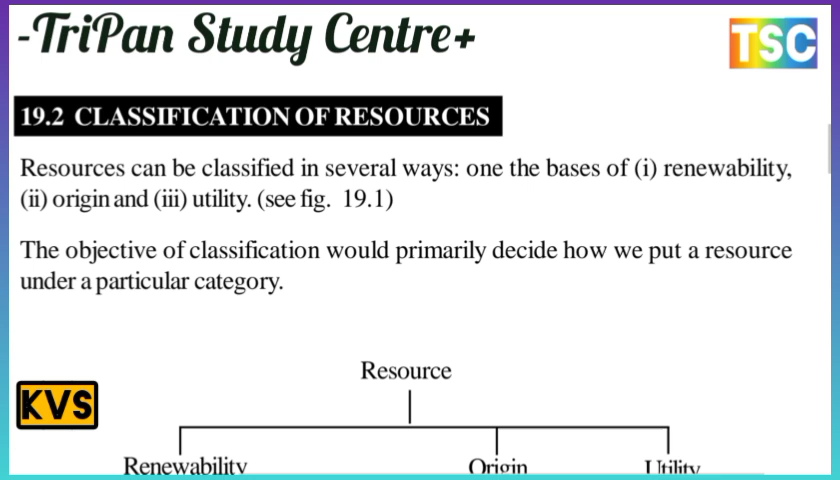 -TriPan Study Centre+
TSC
19.2 CLASSIFICATION OF RESOURCES
Resources can be classified in several ways: one the bases of (i) renewability,
(ii) origin and (iii) utility. (see fig. 19.1)
The objective of classification would primarily decide how we put a resource
under a particular category.
Resource
KVS
Renewability Origin Utility